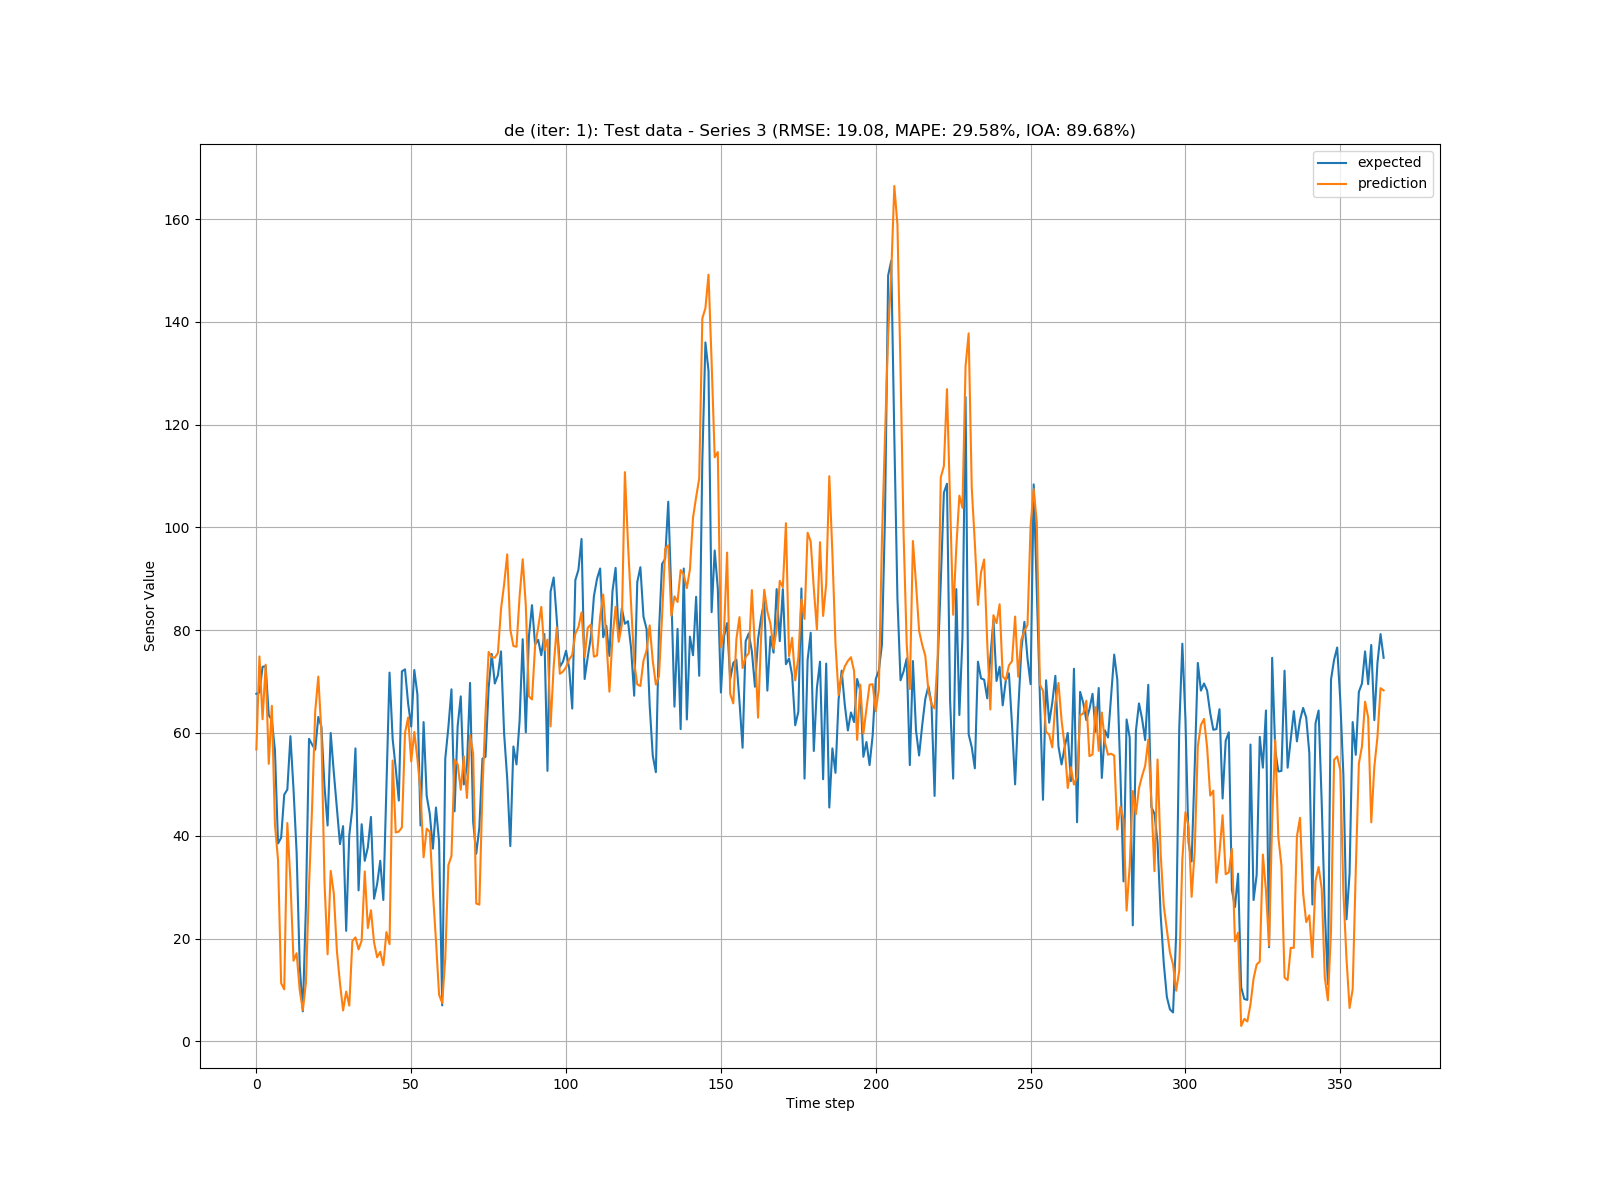 de (iter: 1): Test data - Series 3 (RMSE: 19.08, MAPE: 29.58%, IOA: 89.68%)
expected
prediction
160
140
120
100
80
60
40
20
0
Sensor Value
0 50 100 150 200 250 300 350
Time step